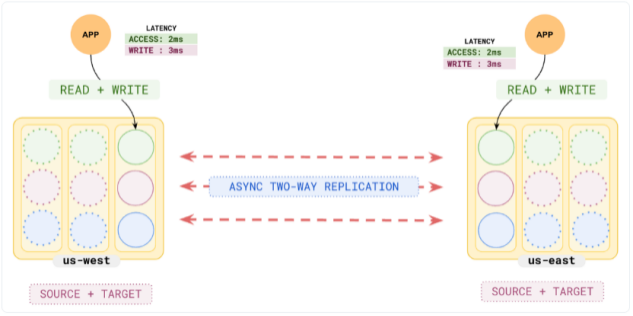 APP
LATENCY
ACCESS: 2ms
WRITE : 3ms
READ + WRITE
us-west
SOURCE + TARGET
ASYNC TWO-WAY REPLICATION
APP
LATENCY
ACCESS: 2ms
WRITE : 3ms
READ + WRITE
us-east
SOURCE + TARGET